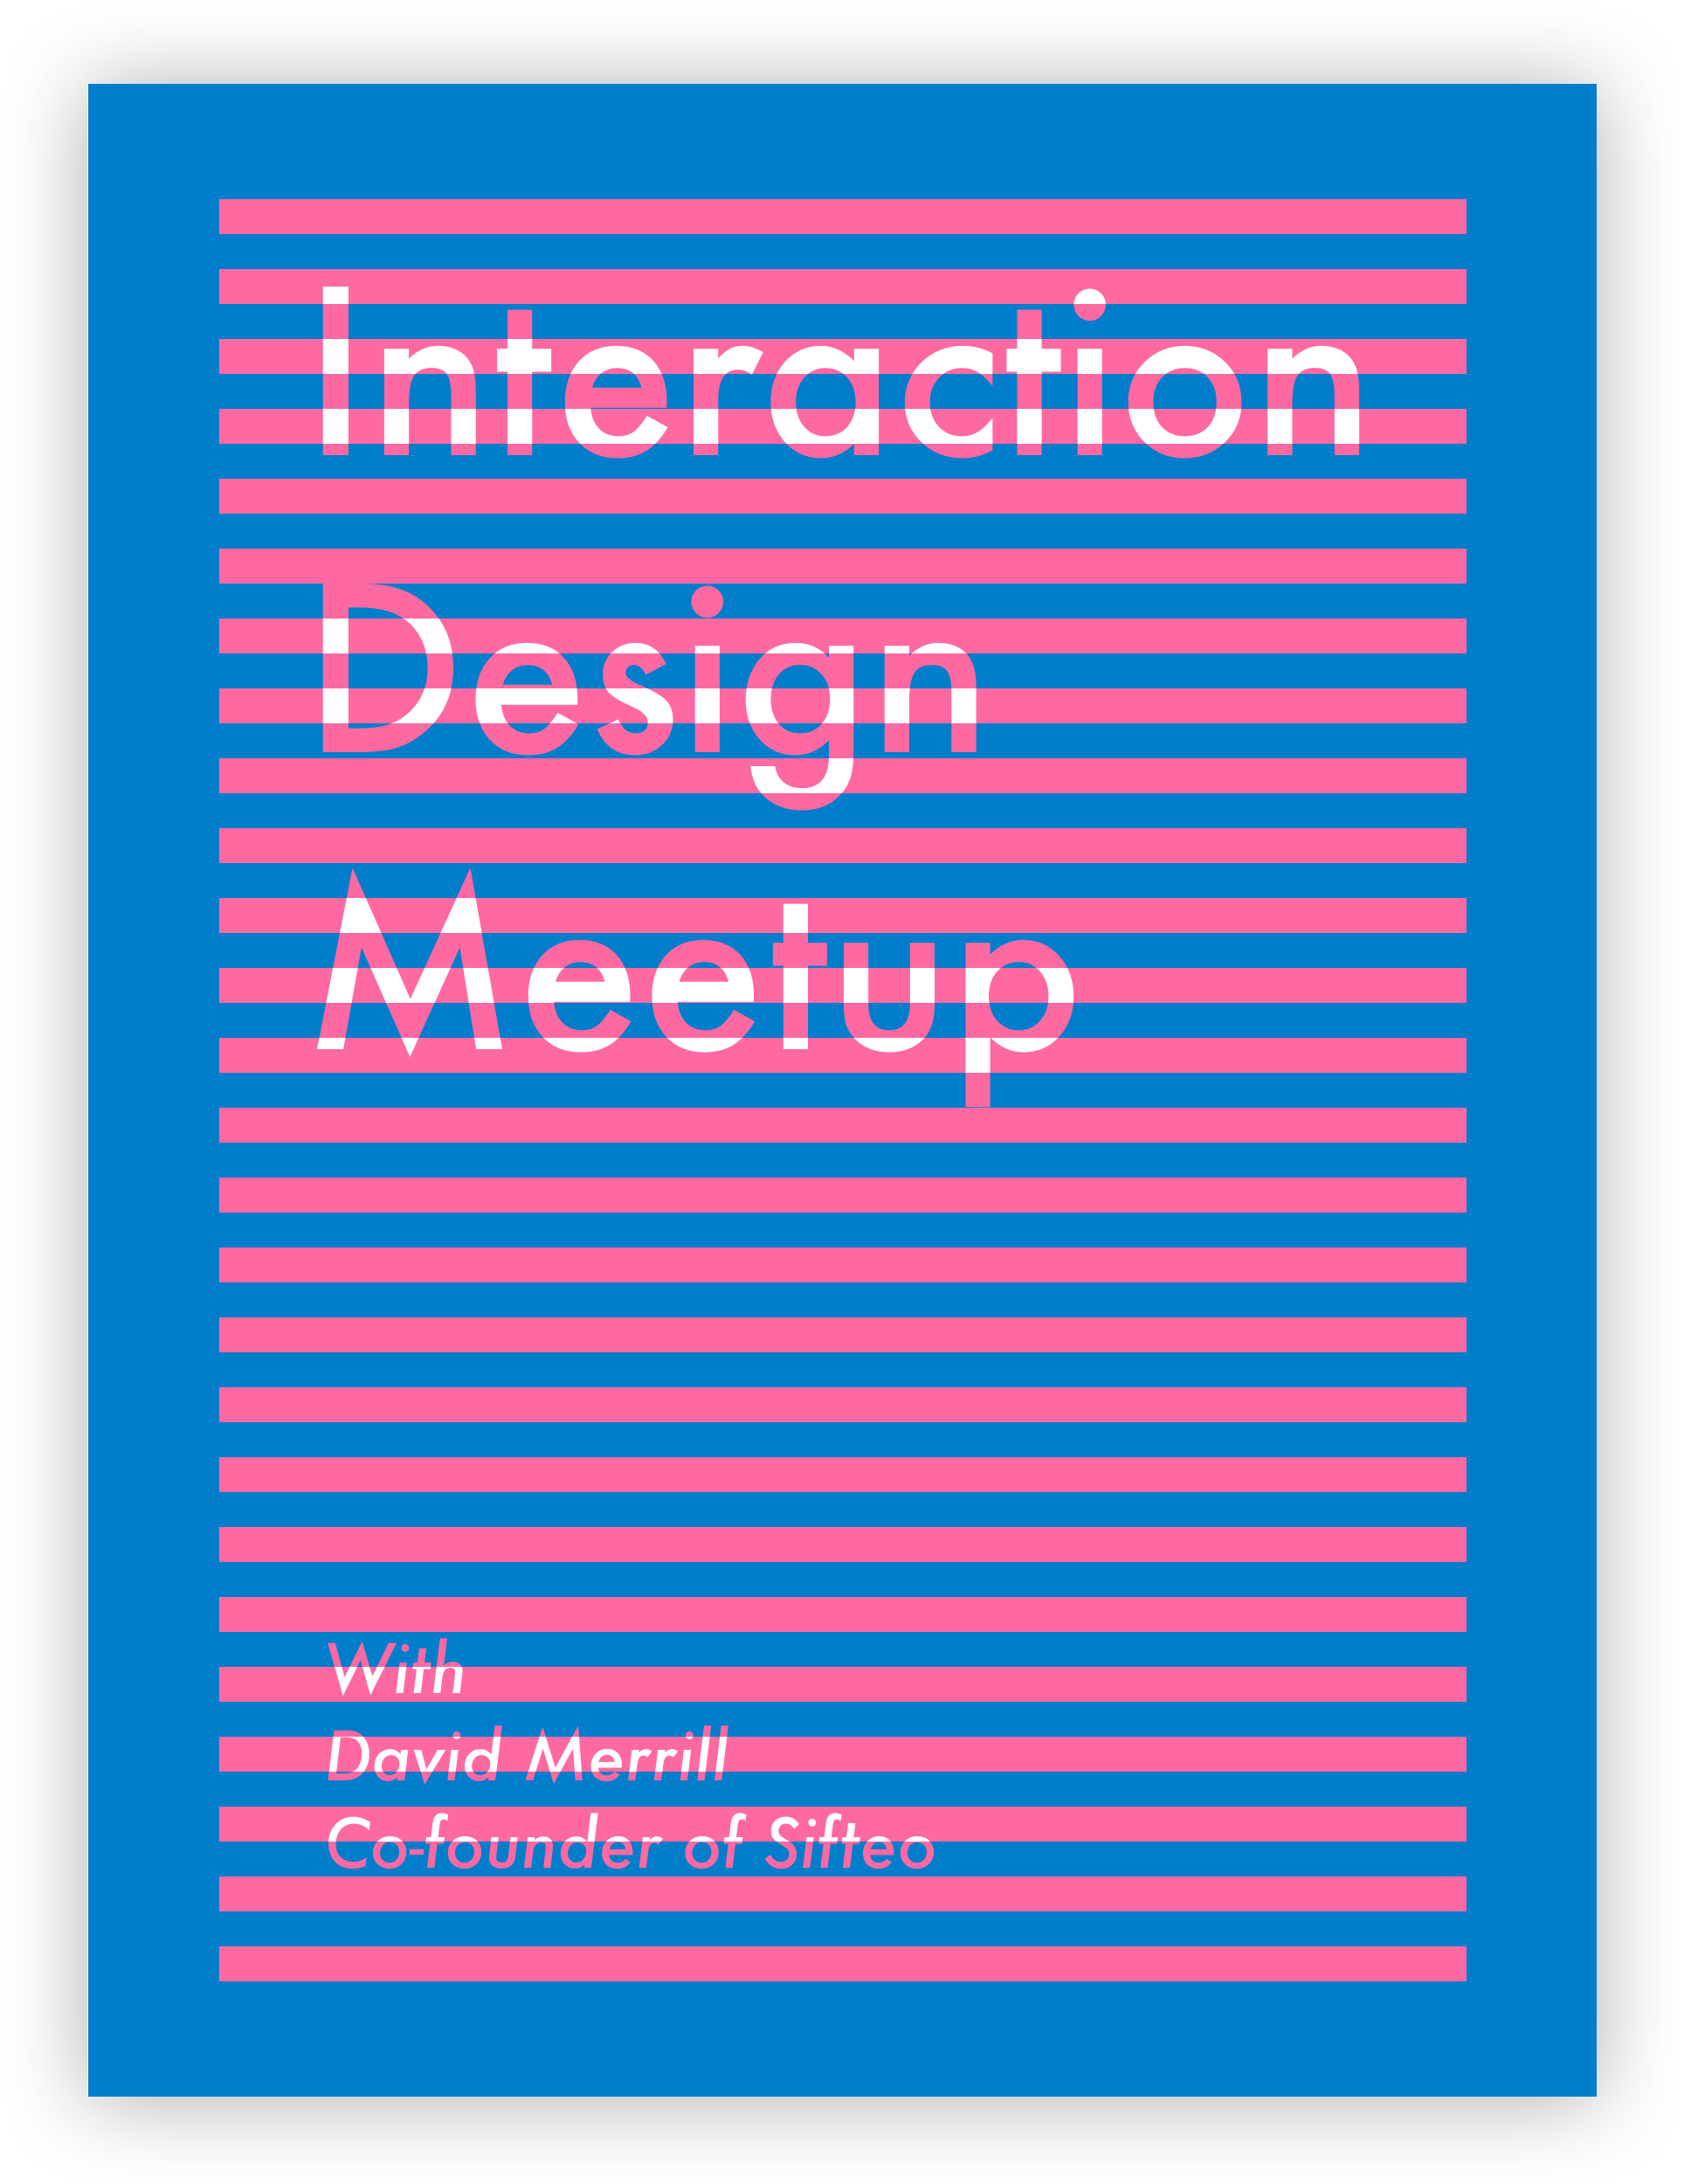 Interaction
Design
Meetup
With
David Merrill
Co-founder of Sifteo